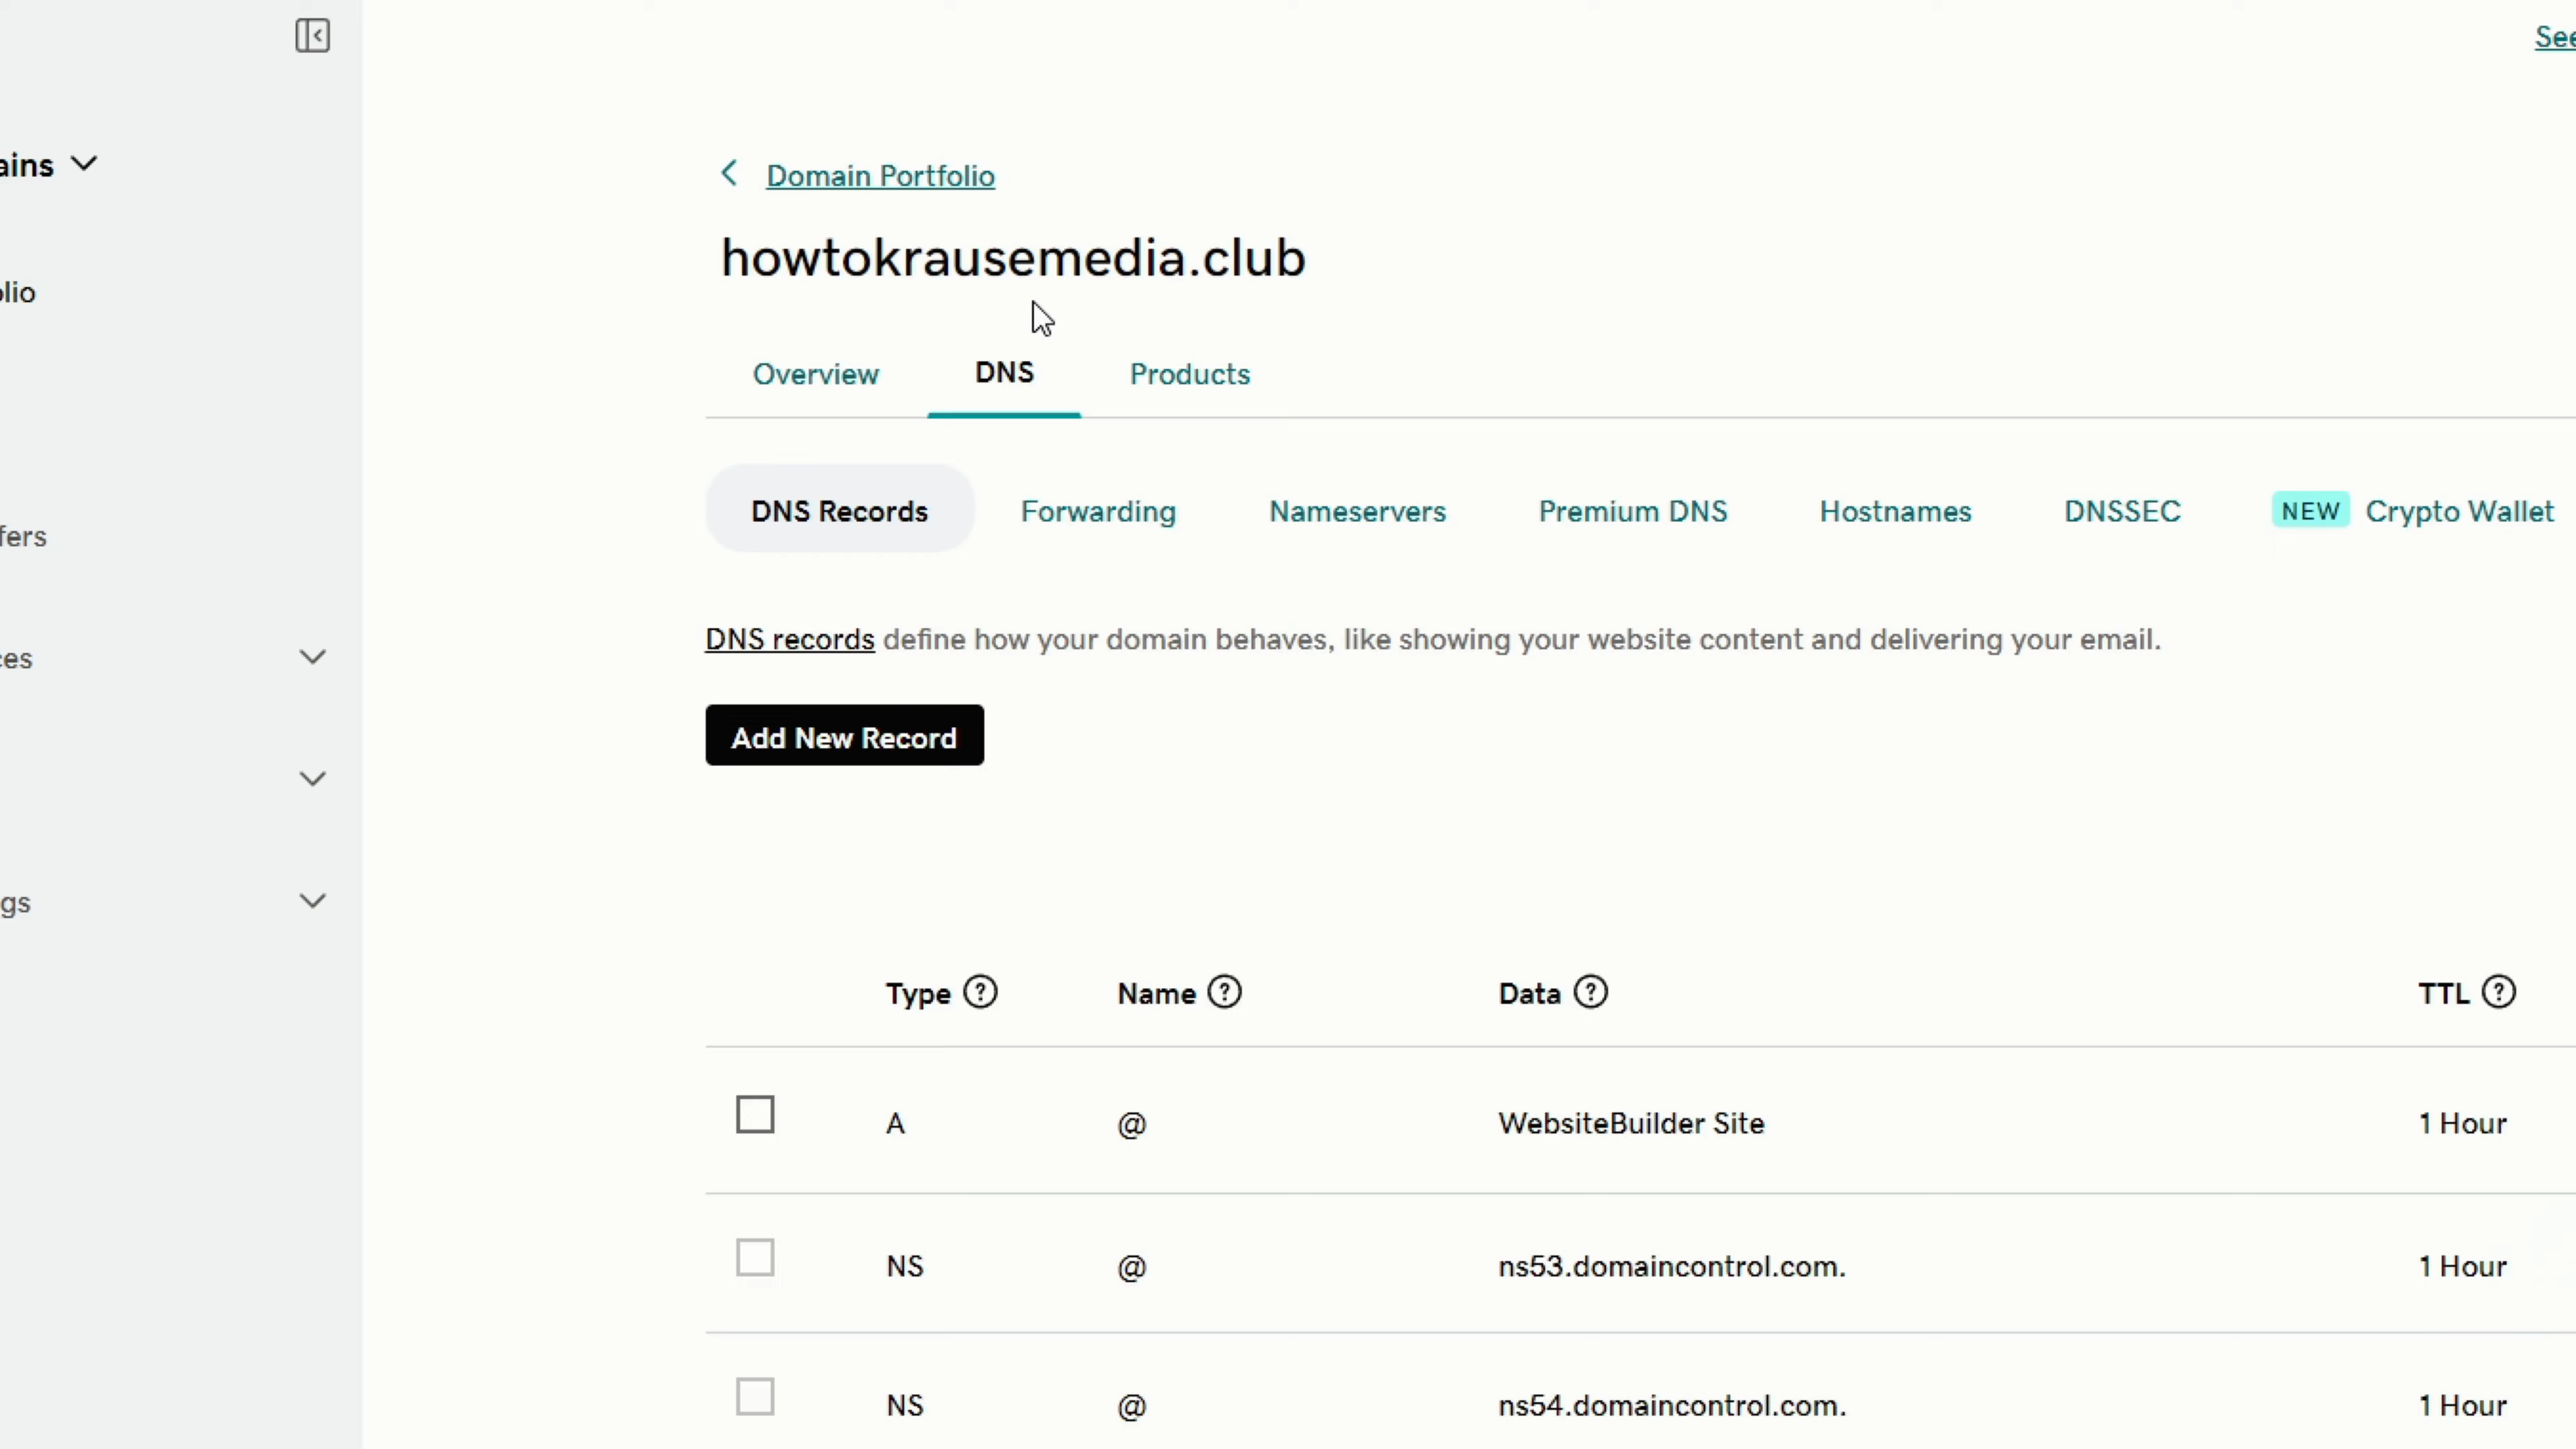 See
ains
Domain Portfolio
howtokrausemedia.club
olio
Overview DNS Products
DNS Records Forwarding Nameservers Premium DNS Hostnames DNSSEC NEW Crypto Wallet
fers
DNS records define how your domain behaves, like showing your website content and delivering your email.
ces
Add New Record
gs
Type ? Name ? Data ? TTL ?
A @ WebsiteBuilder Site 1 Hour
NS @ ns53.domaincontrol.com. 1 Hour
NS @ ns54.domaincontrol.com. 1 Hour